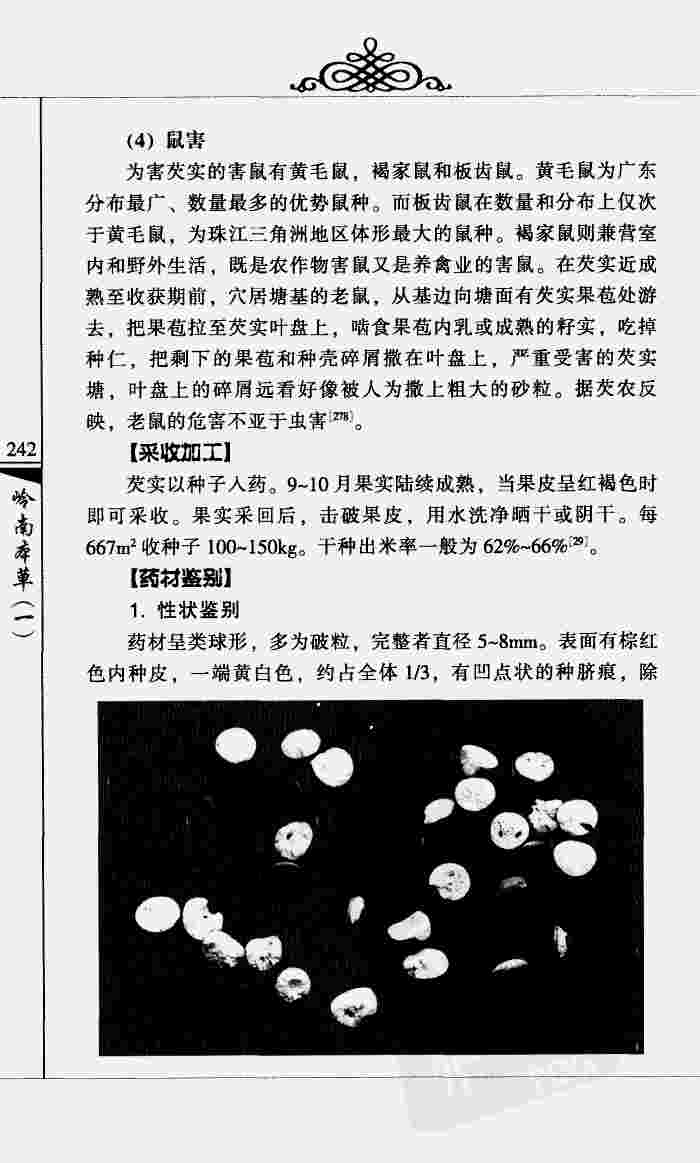 (4) 鼠害
为害芡实的害鼠有黄毛鼠，褐家鼠和板齿鼠。黄毛鼠为广东
分布最广、数量最多的优势鼠种。而板齿鼠在数量和分布上仅次
于黄毛鼠，为珠江三角洲地区体形最大的鼠种。褐家鼠则兼营室
内和野外生活，既是农作物害鼠又是养禽业的害鼠。在芡实近成
熟至收获期前，穴居塘基的老鼠，从基边向塘面有芡实果苞处游
去，把果苞拉至芡实叶盘上，啮食果苞内乳或成熟的籽实，吃掉
种仁，把剩下的果苞和种壳碎屑撒在叶盘上，严重受害的芡实
塘，叶盘上的碎屑远看好像被人为撒上粗大的砂粒。据芡农反
映，老鼠的危害不亚于虫害[278]。
【采收加工】
芡实以种子入药。9~10月果实陆续成熟，当果皮呈红褐色时
即可采收。果实采回后，击破果皮，用水洗净晒干或阴干。每
667m²收种子100~150kg。干种出米率一般为62%~66%[29]。
【药材鉴别】
1. 性状鉴别
药材呈类球形，多为破粒，完整者直径5~8mm。表面有棕红
色内种皮，一端黄白色，约占全体1/3，有凹点状的种脐痕，除
242
岭南本草（一）